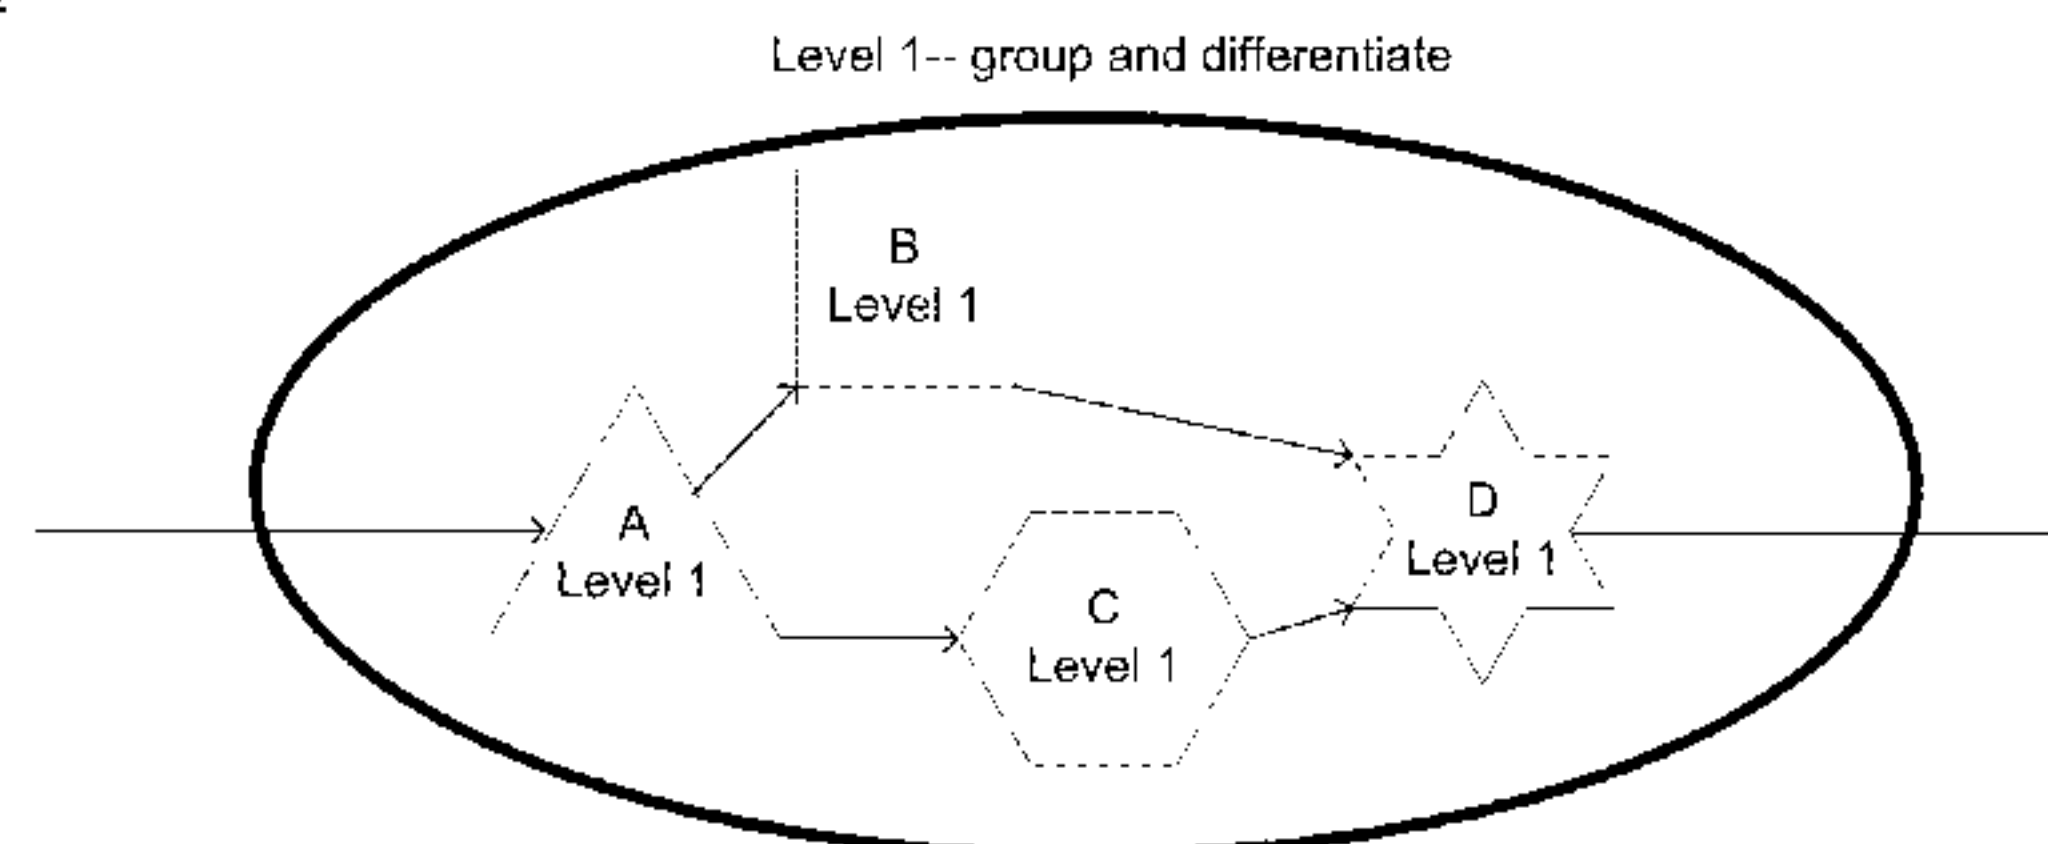 Level 1-- group and differentiate
B
Level 1
A
Level 1
D
Level 1
C
Level 1